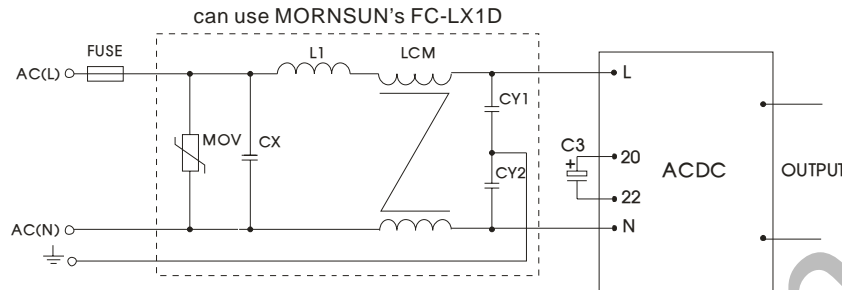 can use MORNSUN's FC-LX1D
FUSE
L1
LCM
AC(L)
L
CY1
MOV
CX
C3
+
20
ACDC
OUTPUT
CY2
22
AC(N)
N